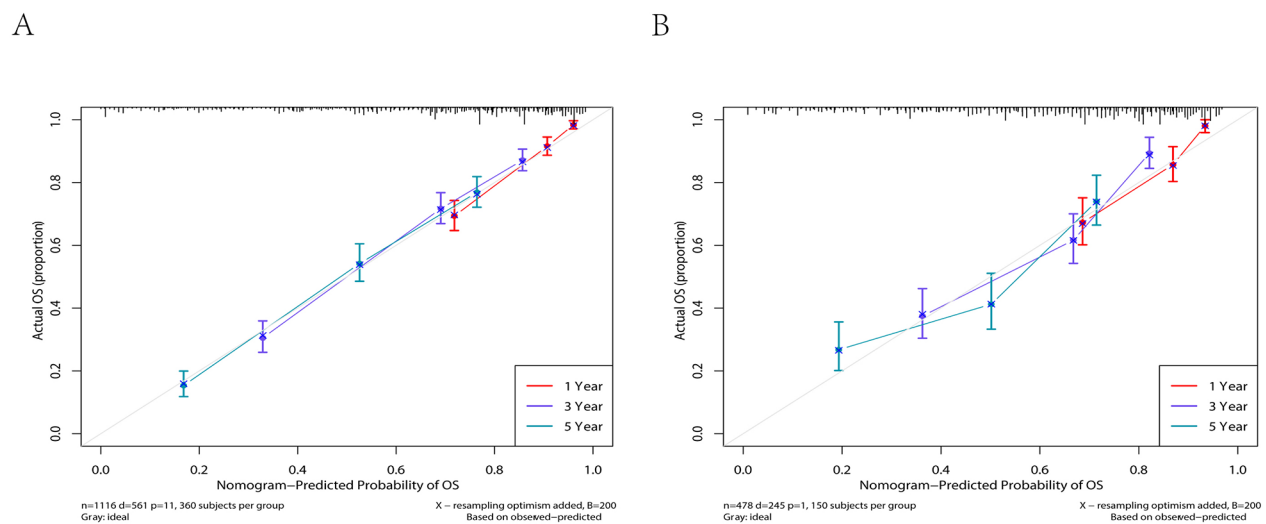 A
B
1.0
0.8
0.6
0.4
0.2
0.0
Actual OS (proportion)
0.0 0.2 0.4 0.6 0.8 1.0
Nomogram−Predicted Probability of OS
1 Year
3 Year
5 Year
n=1116 d=561 p=11, 360 subjects per group
Gray: ideal
X − resampling optimism added, B=200
Based on observed−predicted
1.0
0.8
0.6
0.4
0.2
0.0
Actual OS (proportion)
0.0 0.2 0.4 0.6 0.8 1.0
Nomogram−Predicted Probability of OS
1 Year
3 Year
5 Year
n=478 d=245 p=1, 150 subjects per group
Gray: ideal
X − resampling optimism added, B=200
Based on observed−predicted